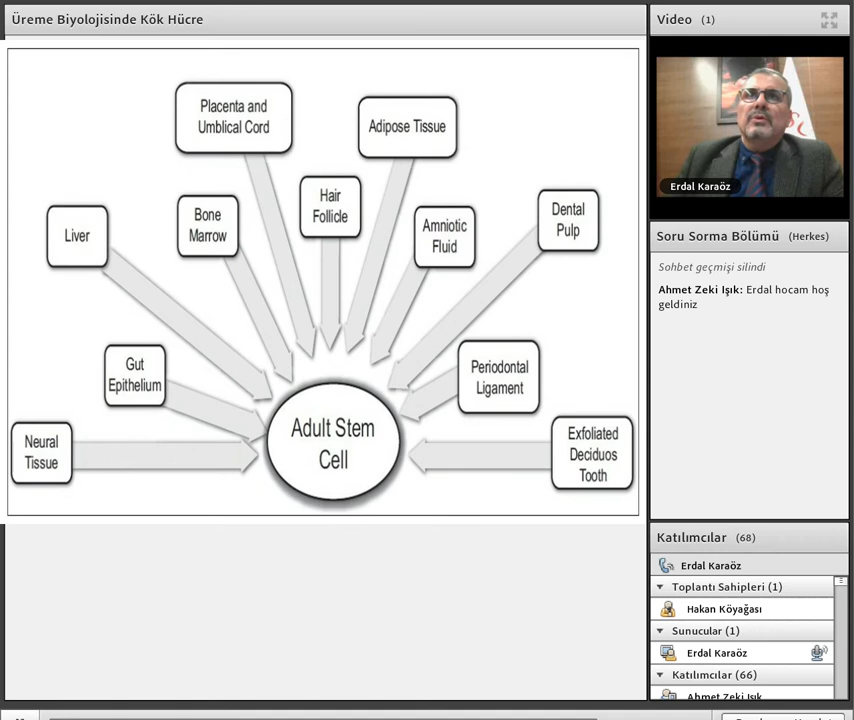 Üreme Biyolojisinde Kök Hücre
Placenta and
Umblical Cord
Adipose Tissue
Hair
Follicle
Bone
Marrow
Liver
Amniotic
Fluid
Dental
Pulp
Gut
Epithelium
Periodontal
Ligament
Neural
Tissue
Adult Stem
Cell
Exfoliated
Deciduos
Tooth
Video (1)
Erdal Karaöz
Soru Sorma Bölümü (Herkes)
Sohbet geçmişi silindi
Ahmet Zeki Işık: Erdal hocam hoş
geldiniz
Katılımcılar (68)
Erdal Karaöz
Toplantı Sahipleri (1)
Hakan Köyağası
Sunucular (1)
Erdal Karaöz
Katılımcılar (66)
Ahmet Zeki Işık